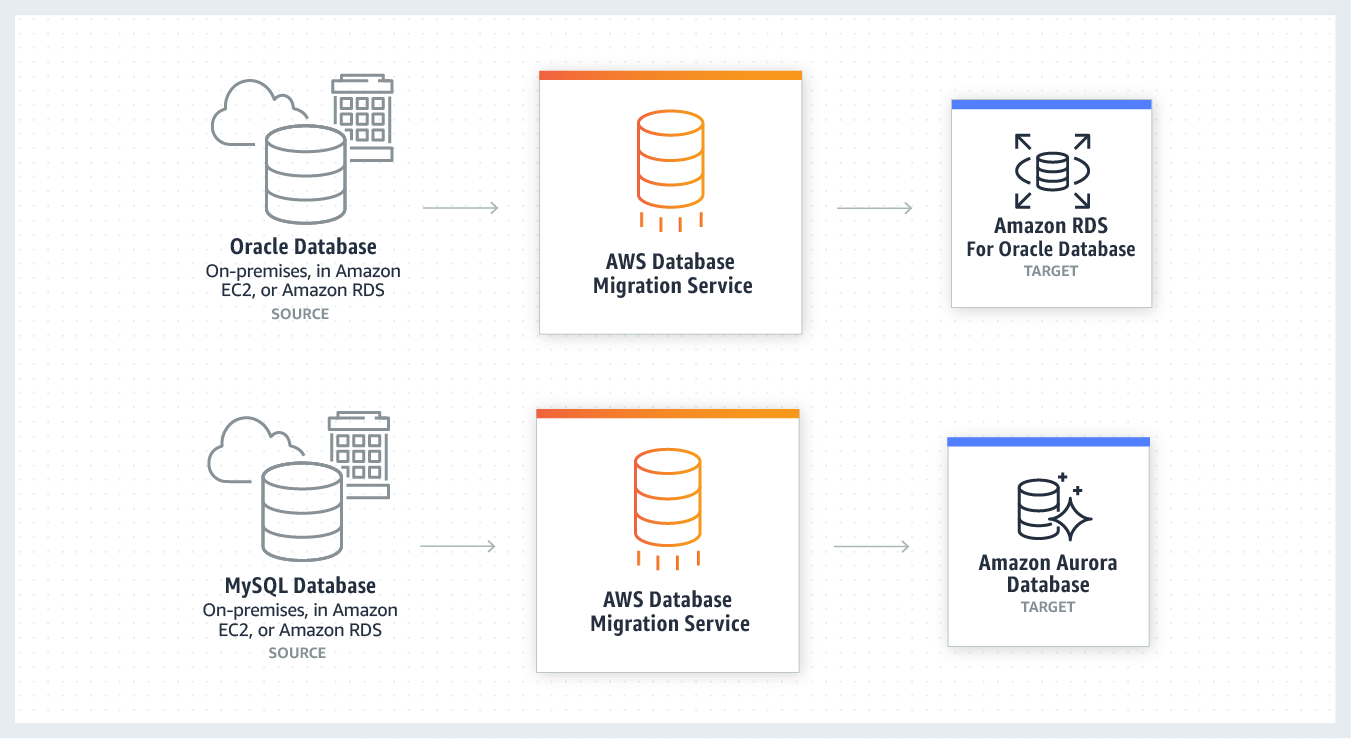 Oracle Database
On-premises, in Amazon
EC2, or Amazon RDS
SOURCE
AWS Database
Migration Service
Amazon RDS
For Oracle Database
TARGET
MySQL Database
On-premises, in Amazon
EC2, or Amazon RDS
SOURCE
AWS Database
Migration Service
Amazon Aurora
Database
TARGET